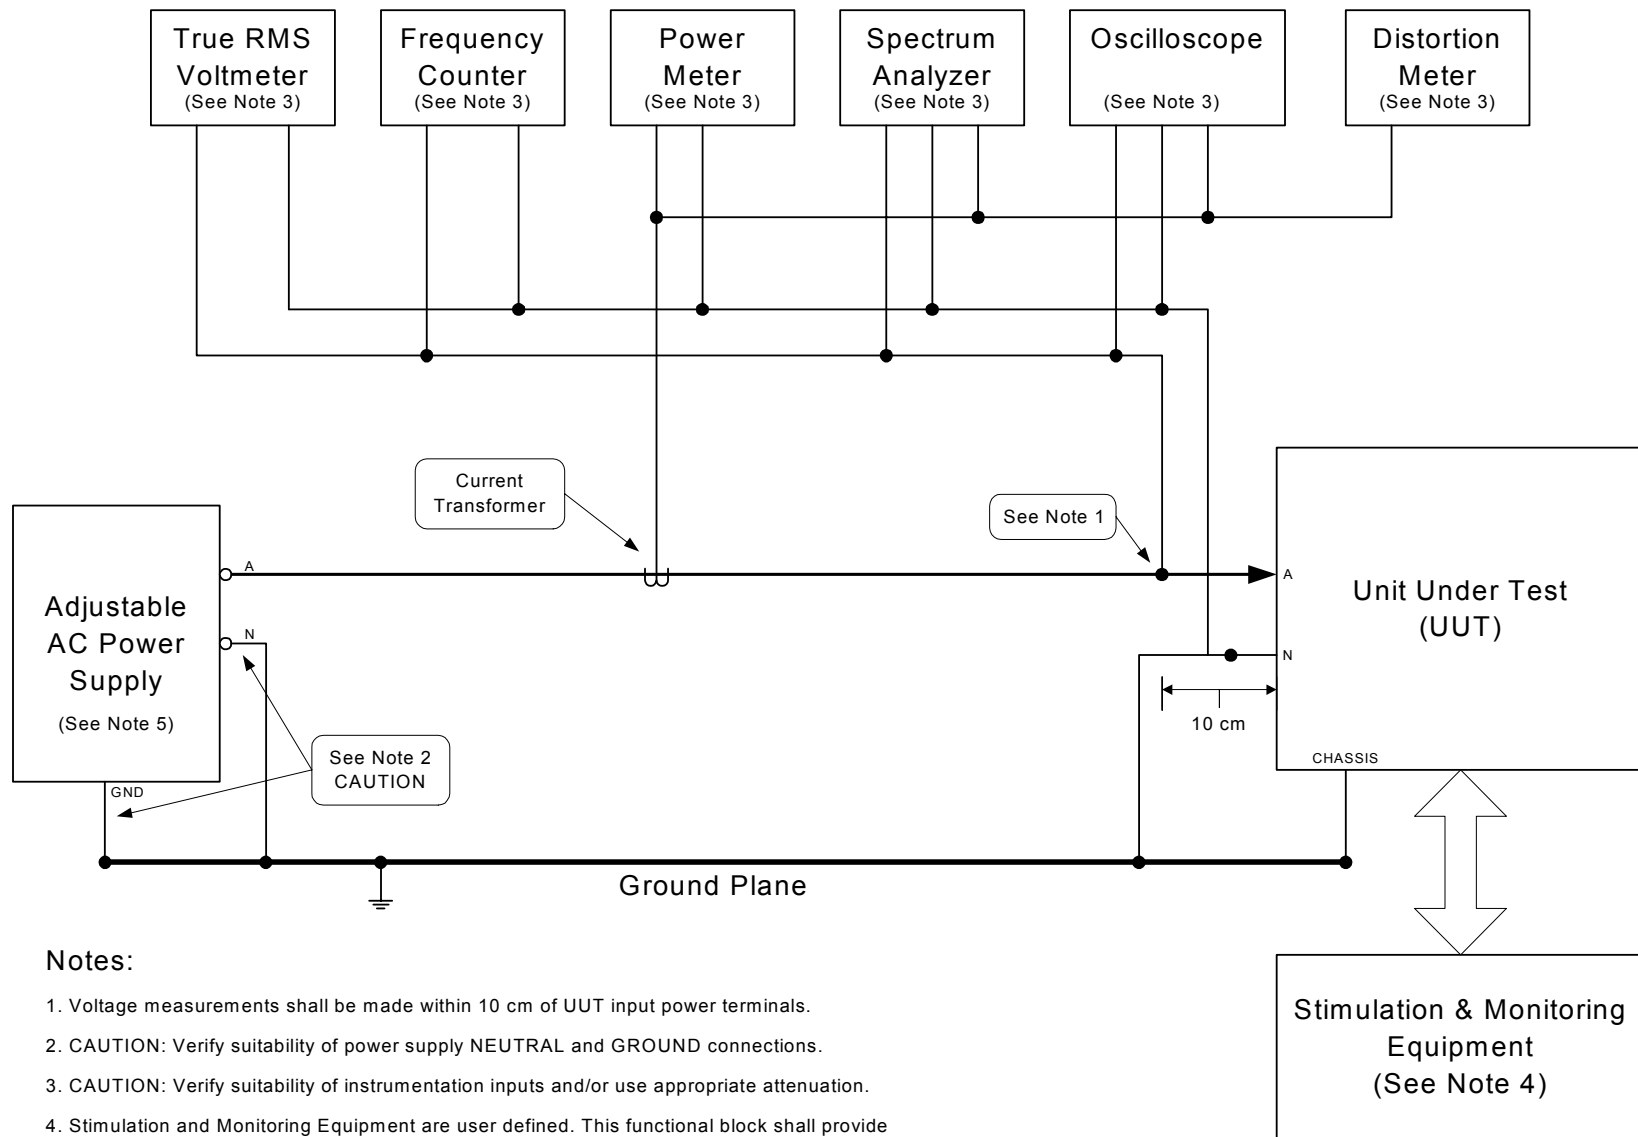 True RMS
Voltmeter
(See Note 3)
Frequency
Counter
(See Note 3)
Power
Meter
(See Note 3)
Spectrum
Analyzer
(See Note 3)
Oscilloscope
(See Note 3)
Distortion
Meter
(See Note 3)
Current
Transformer
See Note 1
Adjustable
AC Power
Supply
(See Note 5)
A
N
GND
See Note 2
CAUTION
A
N
Unit Under Test
(UUT)
10 cm
CHASSIS
Ground Plane
Stimulation & Monitoring
Equipment
(See Note 4)
Notes:
1. Voltage measurements shall be made within 10 cm of UUT input power terminals.
2. CAUTION: Verify suitability of power supply NEUTRAL and GROUND connections.
3. CAUTION: Verify suitability of instrumentation inputs and/or use appropriate attenuation.
4. Stimulation and Monitoring Equipment are user defined. This functional block shall provide